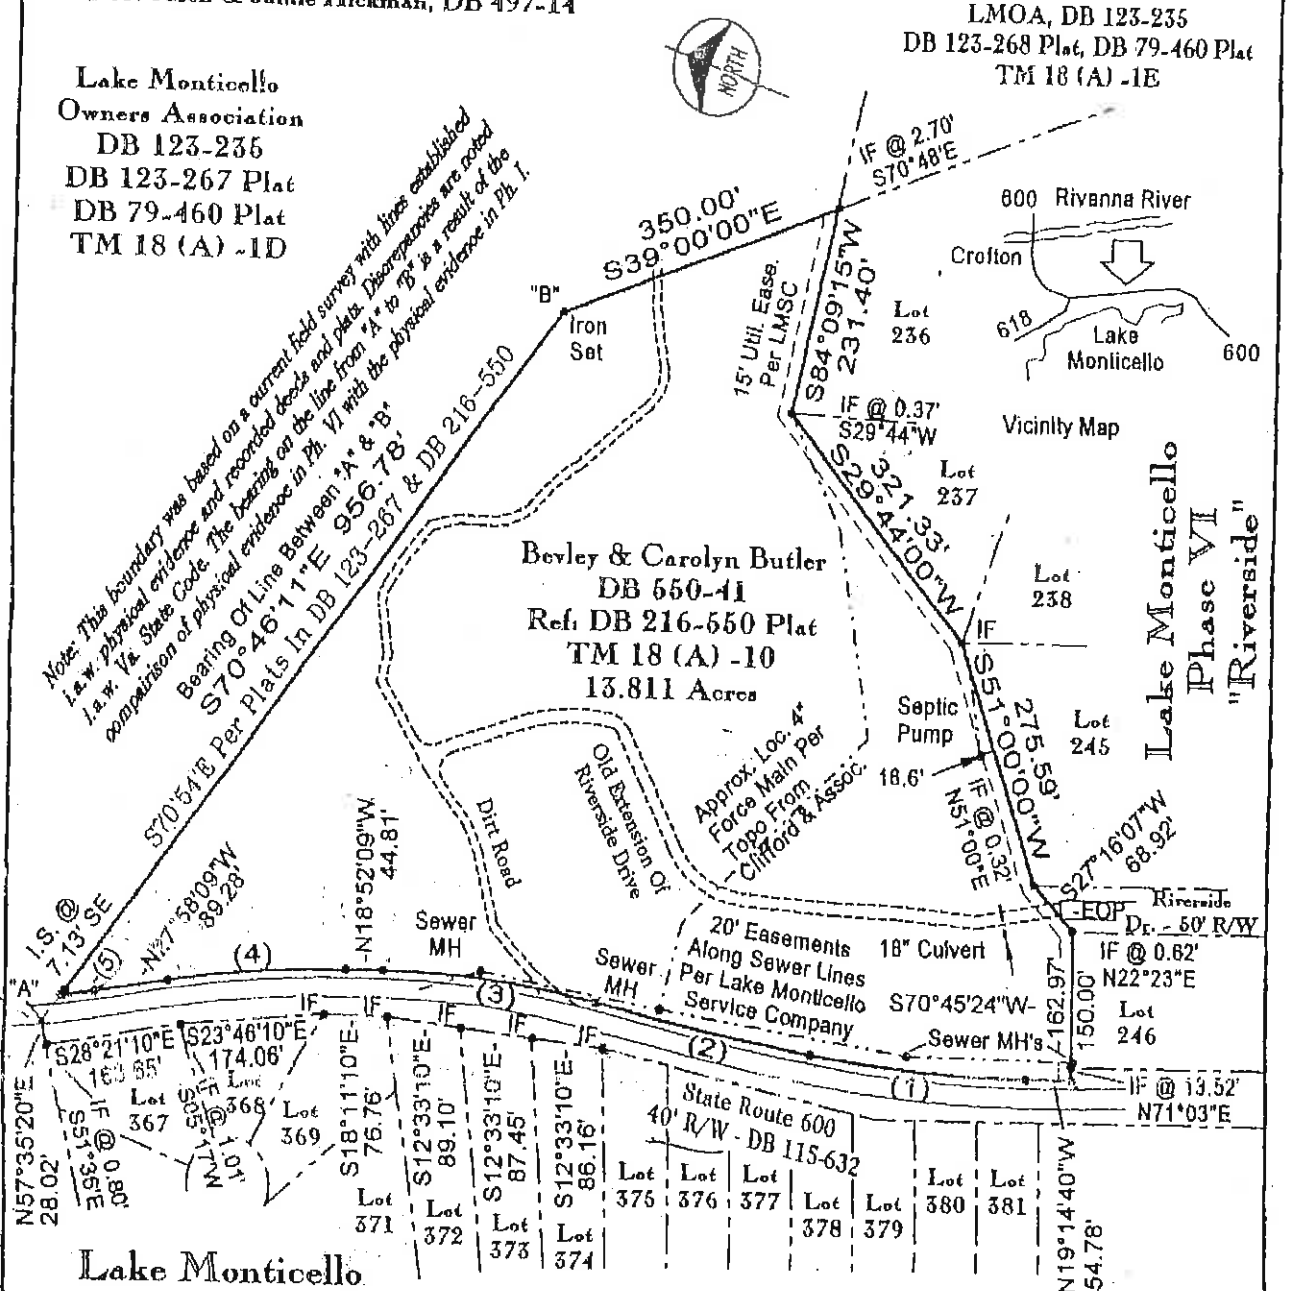 Hickman, DB 497-14
LMOA, DB 123-235
DB 123-268 Plat, DB 79-460 Plat
TM 18 (A) -1E
Lake Monticello
Owners Association
DB 123-235
DB 123-267 Plat
DB 79-460 Plat
TM 18 (A) -1D
NORTH
Note: This boundary was based on a current field survey with lines established
i.a.w. physical evidence and recorded deeds and plats. Discrepancies are noted
i.a.w. Va. State Code. The bearing on the line from "A" to "B" is a result of the
compairison of physical evidence in Ph. VI with the physical evidence in Ph. I.
Bearing Of Line Between "A" & "B"
S70°46'11"E 956.78'
S70°54'E Per Plats In DB 123-267 & DB 216-550
"B"
Iron
Set
350.00'
S39°00'00"E
IF @ 2.70'
S70°48'E
15' Util. Ease.
Per LMSC
S84°09'15"W
231.40'
Lot
236
600
Rivanna River
Crofton
618
Lake
Monticello
600
Vicinity Map
IF @ 0.37'
S29°44'W
321.33'
S29°44'00"W
Lot
237
Lot
238
IF
Lake Monticello
Phase VI
"Riverside"
Bevley & Carolyn Butler
DB 550-41
Ref: DB 216-550 Plat
TM 18 (A) -10
13.811 Acres
Septic
Pump
18.6'
275.59'
S51°00'00"W
Lot
245
IF @ 0.32'
N51°00'E
Approx. Loc. 4"
Force Main Per
Topo From
Clifford & Assoc.
Old Extension Of
Riverside Drive
Dirt Road
S27°16'07"W
68.92'
Riverside
Dr. - 50' R/W
EOP
IF @ 0.62'
N22°23'E
Lot
246
I.S. @
7.13' SE
"A"
(5)
N27°58'09"W
89.28'
(4)
N18°52'09"W
44.81'
Sewer
MH
(3)
Sewer
MH
20' Easements
Along Sewer Lines
Per Lake Monticello
Service Company
18" Culvert
S70°45'24"W
162.97'
150.00'
Sewer MH's
(2)
(1)
IF @ 13.52'
N71°03'E
IF
IF
IF
IF
IF
S28°21'10"E
S23°46'10"E
174.06'
N57°35'20"E
28.02'
IF @ 0.80'
S51°35'E
Lot
367
IF @ 1.01'
S05°17'W
Lot
368
Lot
369
S18°11'10"E
76.76'
S12°33'10"E
89.10'
S12°33'10"E
87.45'
S12°33'10"E
86.16'
State Route 600
40' R/W - DB 115-632
Lot
371
Lot
372
Lot
373
Lot
374
Lot
375
Lot
376
Lot
377
Lot
378
Lot
379
Lot
380
Lot
381
N19°14'40"W
54.78'
Lake Monticello